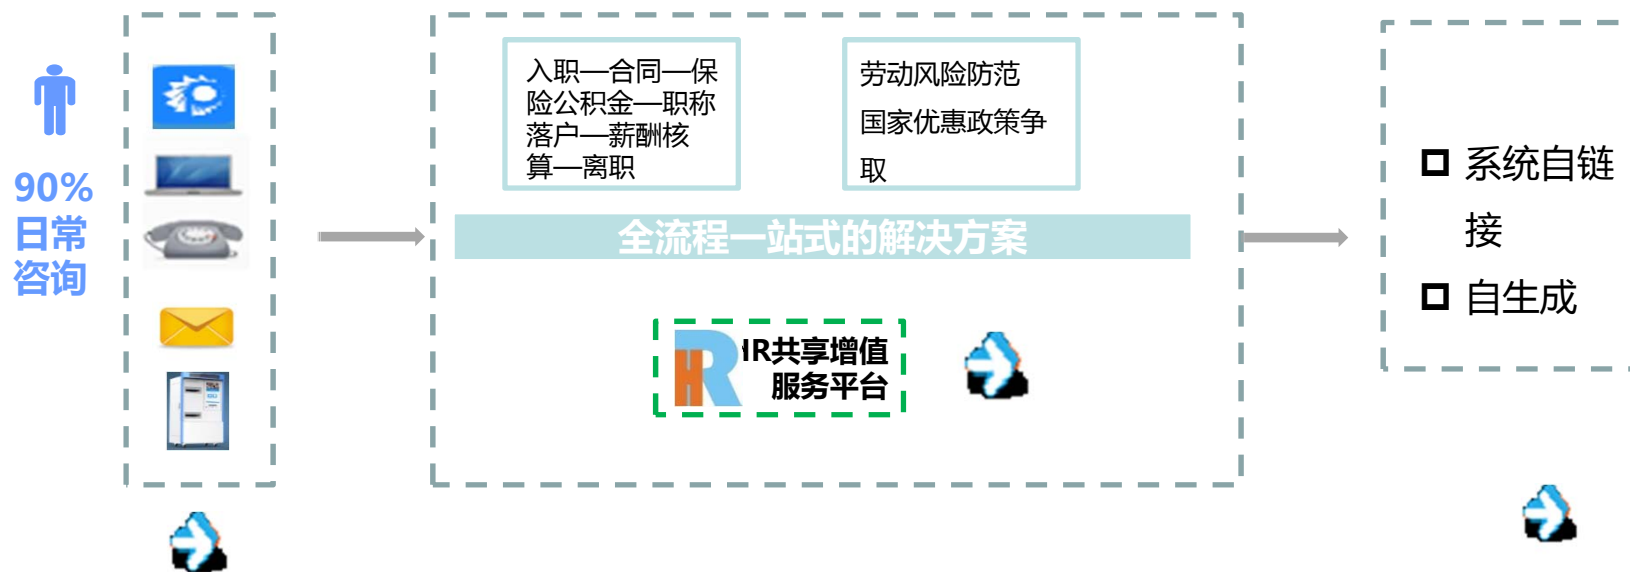 90%
日常
咨询
入职—合同—保
险公积金—职称
落户—薪酬核
算—离职
劳动风险防范
国家优惠政策争
取
全流程一站式的解决方案
HR共享增值
服务平台
系统自链
接
自生成